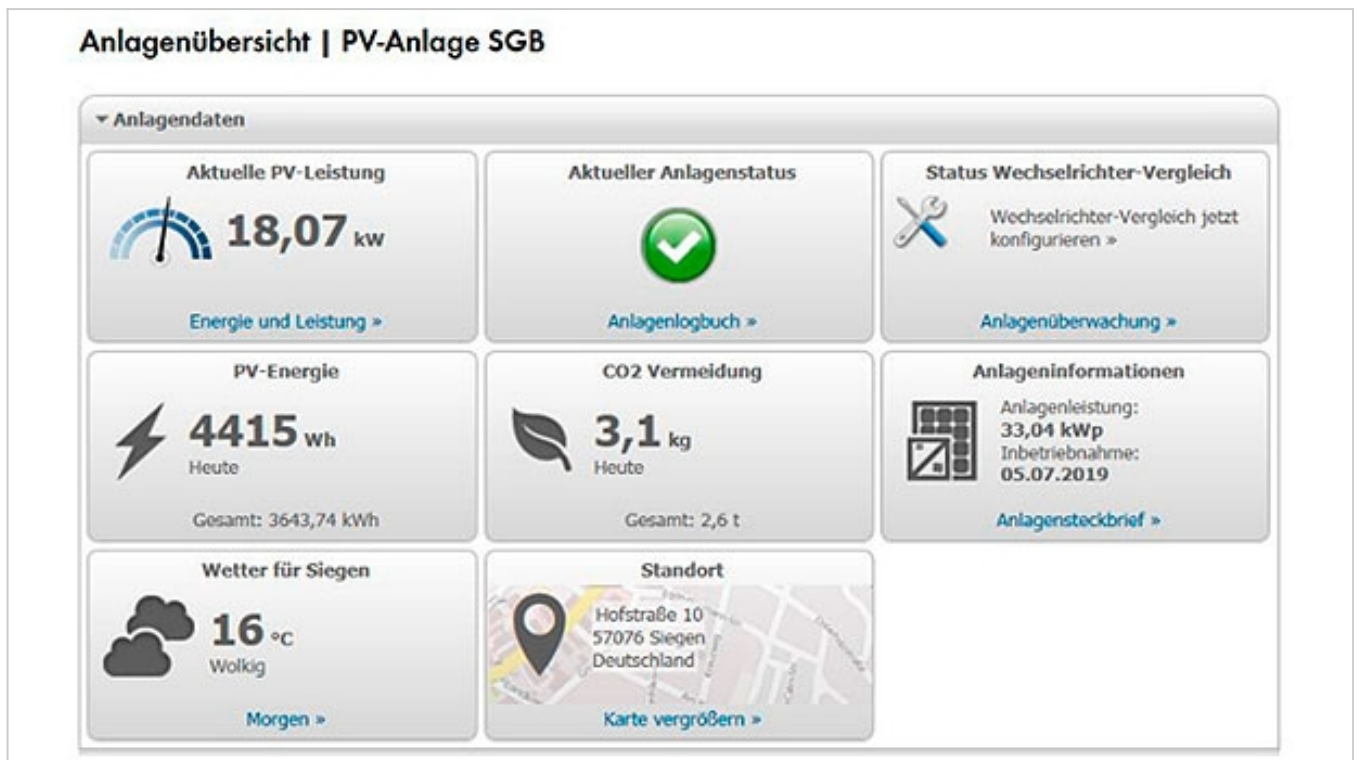 Anlagenübersicht | PV-Anlage SGB
Anlagendaten
Aktuelle PV-Leistung
18,07 kW
Energie und Leistung »
Aktueller Anlagenstatus
Anlagenlogbuch »
Status Wechselrichter-Vergleich
Wechselrichter-Vergleich jetzt
konfigurieren »
Anlagenüberwachung »
PV-Energie
4415 Wh
Heute
Gesamt: 3643,74 kWh
CO2 Vermeidung
3,1 kg
Heute
Gesamt: 2,6 t
Anlageninformationen
Anlagenleistung:
33,04 kWp
Inbetriebnahme:
05.07.2019
Anlagensteckbrief »
Wetter für Siegen
16 °C
Wolkig
Morgen »
Standort
Hofstraße 10
57076 Siegen
Deutschland
Karte vergrößern »